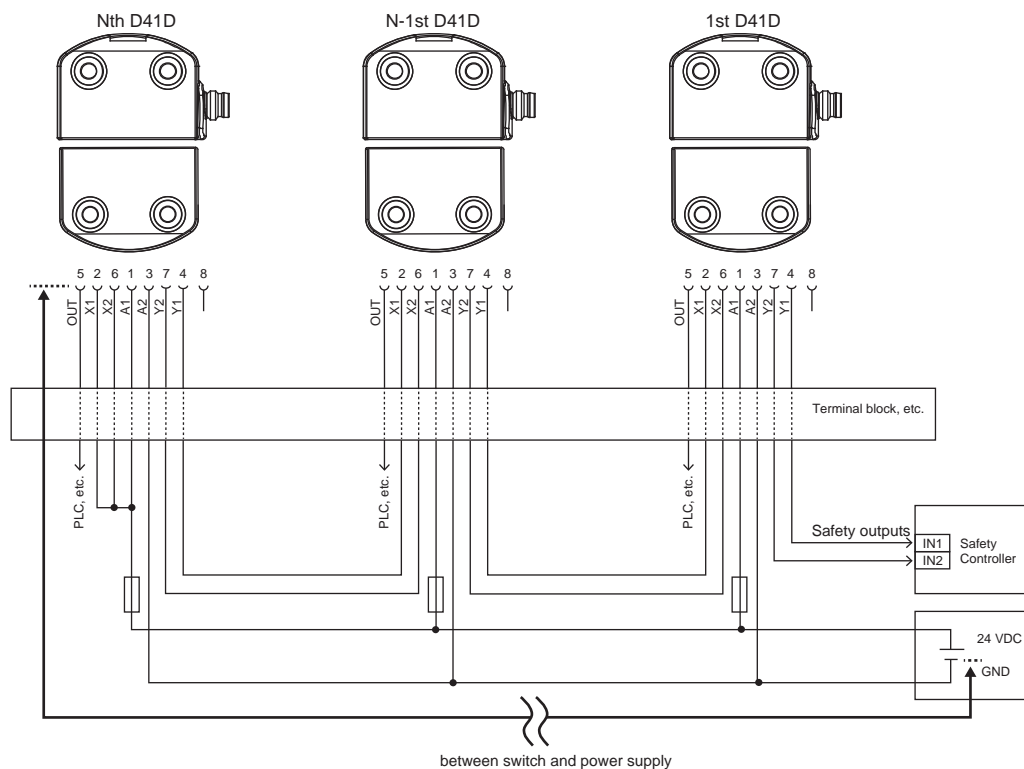 Nth D41D
N-1st D41D
1st D41D
5 2 6 1 3 7 4 8
5 2 6 1 3 7 4 8
5 2 6 1 3 7 4 8
OUT X1 X2 A1 A2 Y2 Y1
OUT X1 X2 A1 A2 Y2 Y1
OUT X1 X2 A1 A2 Y2 Y1
Terminal block, etc.
PLC, etc.
PLC, etc.
PLC, etc.
Safety outputs
IN1
IN2
Safety
Controller
24 VDC
GND
between switch and power supply